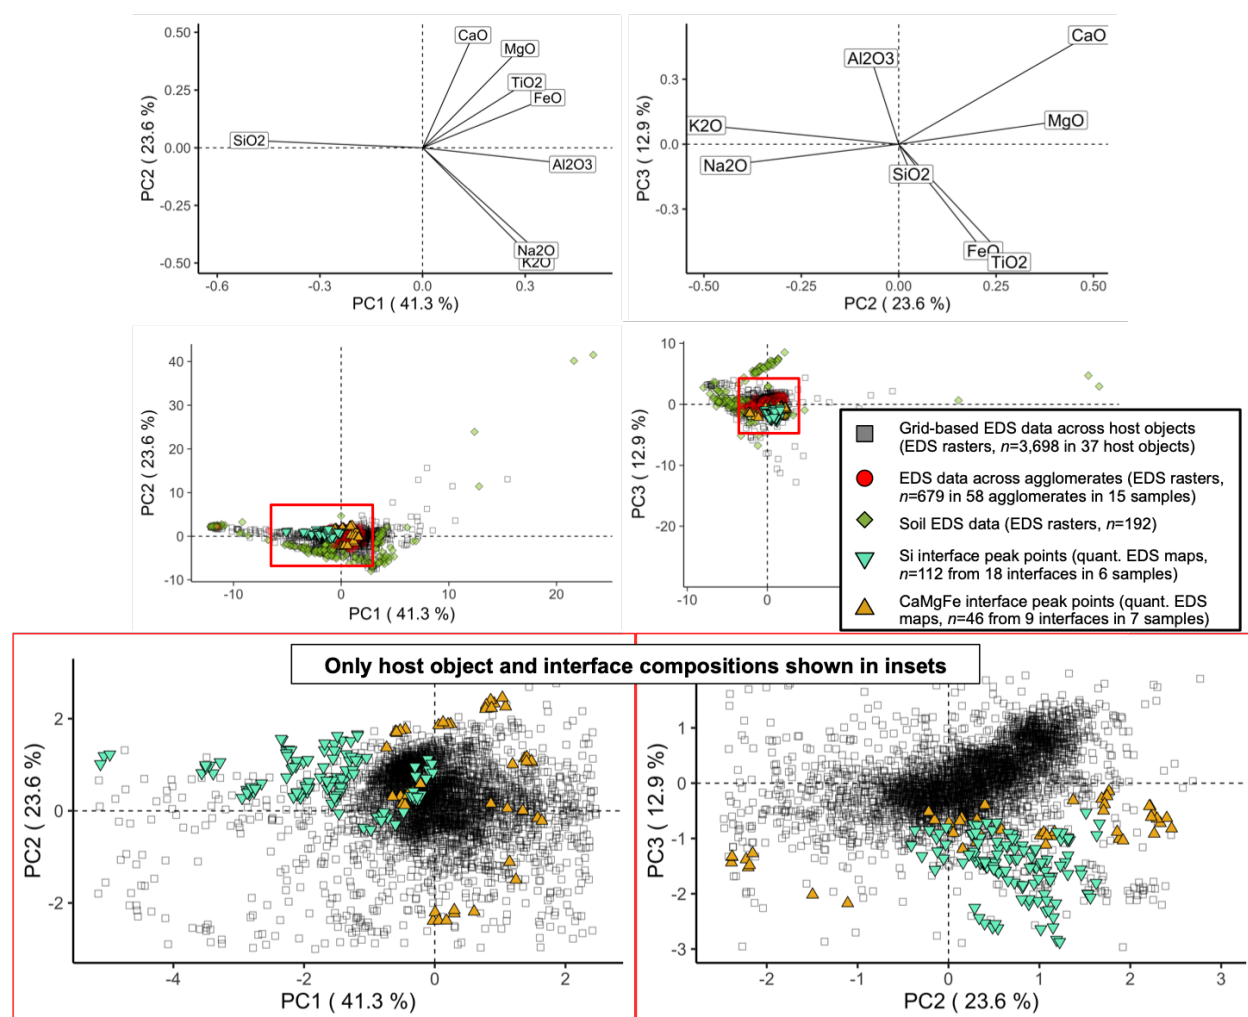 0.50
0.25
0.00
-0.25
-0.50
PC2 ( 23.6 %)
CaO
MgO
TiO2
FeO
SiO2
Al2O3
Na2O
K2O
-0.6
-0.3
0.0
0.3
PC1 ( 41.3 %)
0.3
0.0
-0.3
PC3 ( 12.9 %)
CaO
Al2O3
K2O
MgO
Na2O
SiO2
FeO
TiO2
-0.50
-0.25
0.00
0.25
0.50
PC2 ( 23.6 %)
40
30
20
10
0
-10
PC2 ( 23.6 %)
-10
0
10
20
PC1 ( 41.3 %)
10
0
-10
-20
PC3 ( 12.9 %)
-10
0
Grid-based EDS data across host objects
(EDS rasters, n=3,698 in 37 host objects)
EDS data across agglomerates (EDS rasters,
n=679 in 58 agglomerates in 15 samples)
Soil EDS data (EDS rasters, n=192)
Si interface peak points (quant. EDS maps,
n=112 from 18 interfaces in 6 samples)
CaMgFe interface peak points (quant. EDS
maps, n=46 from 9 interfaces in 7 samples)
Only host object and interface compositions shown in insets
2
0
-2
PC2 ( 23.6 %)
-4
-2
0
2
PC1 ( 41.3 %)
1
0
-1
-2
-3
PC3 ( 12.9 %)
-2
-1
0
1
2
3
PC2 ( 23.6 %)